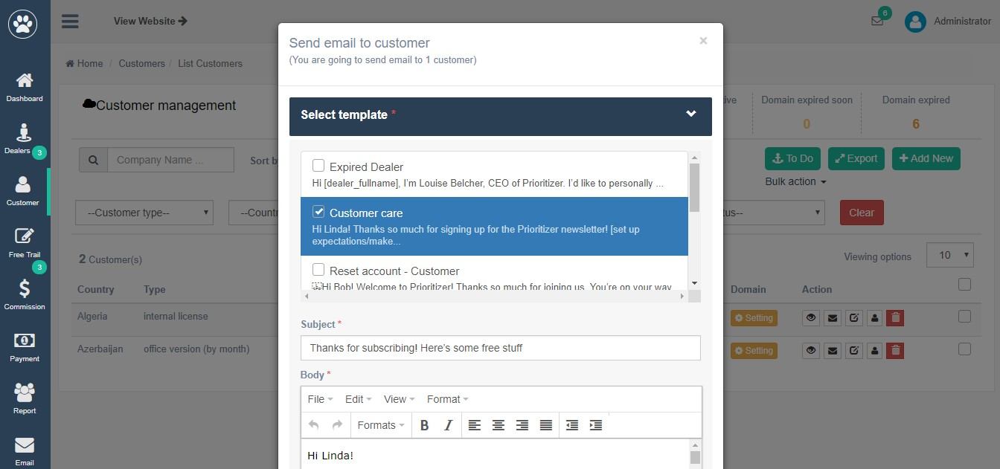 View Website
6
Administrator
Home / Customers / List Customers
Dashboard
Dealers 3
Customer
Free Trail
3
Commission
Payment
Report
Email
Customer management
Domain expired soon
0
Domain expired
6
Company Name ...
Sort
To Do
Export
Add New
Bulk action
--Customer type--
Clear
2 Customer(s)
Viewing options 10
Country Type Domain Action
Algeria internal license Setting
Azerbaijan office version (by month) Setting
Send email to customer
×
(You are going to send email to 1 customer)
Select template *
Expired Dealer
Hi [dealer_fullname], I’m Louise Belcher, CEO of Prioritizer. I’d like to personally ...
Customer care
Hi Linda! Thanks so much for signing up for the Prioritizer newsletter! [set up
expectations/make...
Reset account - Customer
Hi Bob! Welcome to Prioritizer! Thanks so much for joining us. You’re on your way
Subject *
Thanks for subscribing! Here’s some free stuff
Body *
File Edit View Format
Formats B I
Hi Linda!